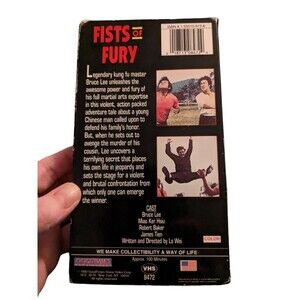 FISTS OF
FURY
Legendary kung fu master
Bruce Lee unleashes the
awesome power and fury of
his full martial arts expertise
in this violent, action packed
adventure tale about a young
Chinese man called upon to
defend his family's honor.
But, when he sets out to
avenge the murder of his
cousin, Lee uncovers a
terrifying secret that places
his own life in jeopardy and
sets the stage for a violent
and brutal confrontation from
which only one can emerge the
winner.
CAST
Bruce Lee
Miao Ker Hsiu
Robert Baker
James Tien
Written and Directed by Lo Wei
COLOR
WE MAKE COLLECTIBILITY A WAY OF LIFE
Approx. 100 Minutes
VHS
0472